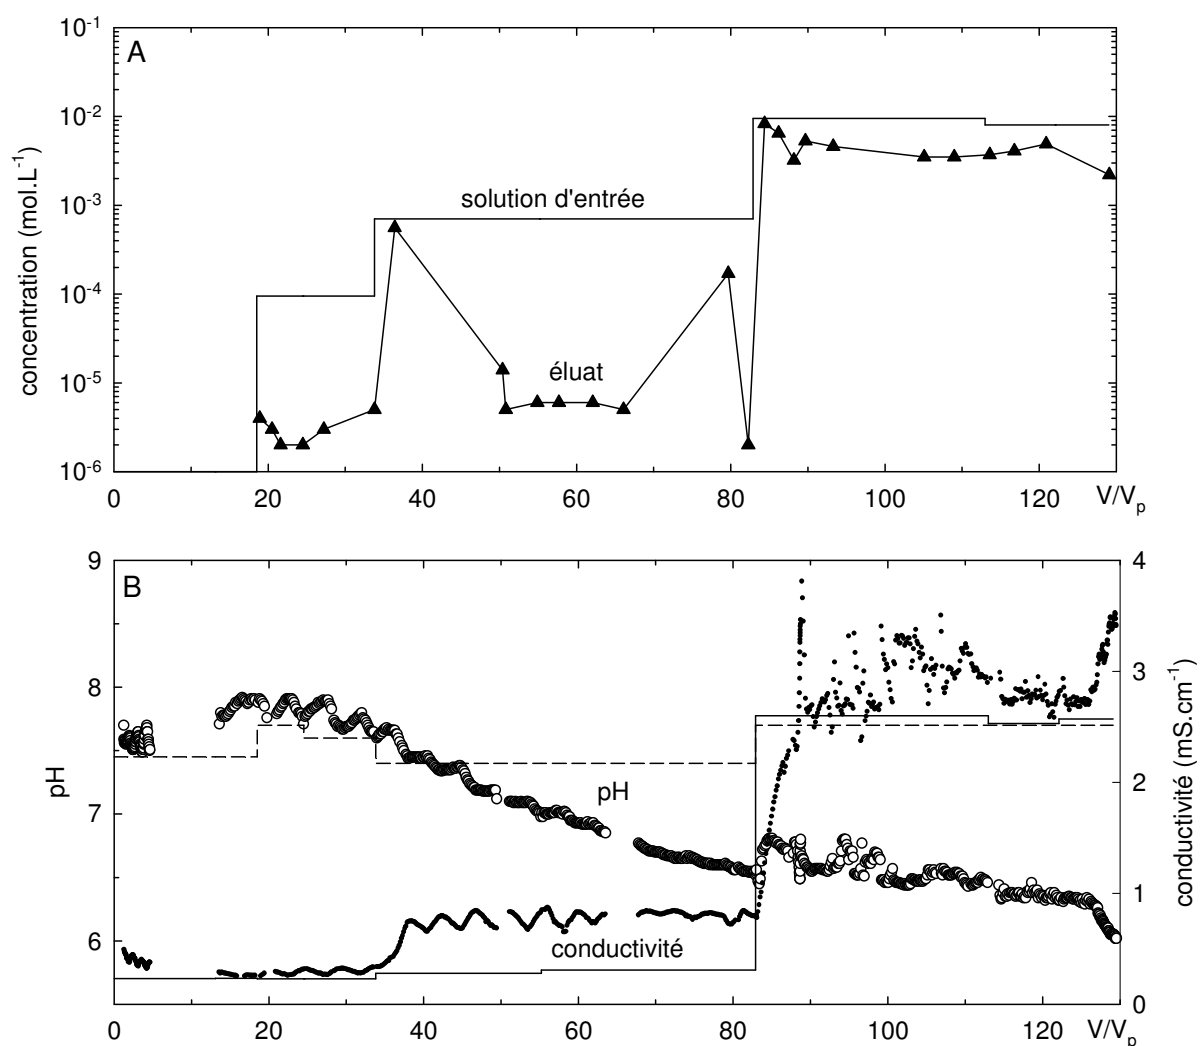 A
10^-1
10^-2
10^-3
10^-4
10^-5
10^-6
concentration (mol.L^-1)
solution d'entrée
éluat
0 20 40 60 80 100 120 V/V_p
B
9
8
7
6
pH
pH
conductivité
4
3
2
1
0
conductivité (mS.cm^-1)
0 20 40 60 80 100 120 V/V_p